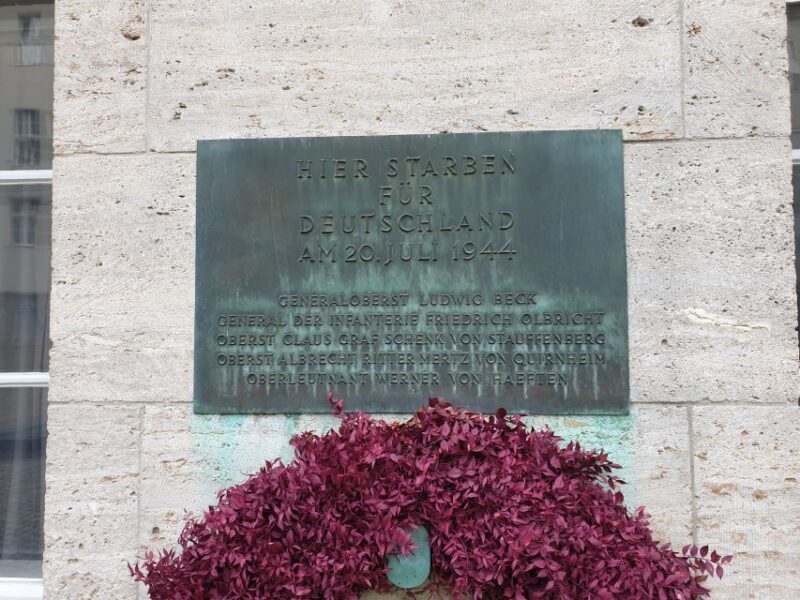 HIER STARBEN
FÜR
DEUTSCHLAND
AM 20. JULI 1944
GENERALOBERST LUDWIG BECK
GENERAL DER INFANTERIE FRIEDRICH OLBRICHT
OBERST CLAUS GRAF SCHENK VON STAUFFENBERG
OBERST ALBRECHT RITTER MERTZ VON QUIRNHEIM
OBERLEUTNANT WERNER VON HAEFTEN